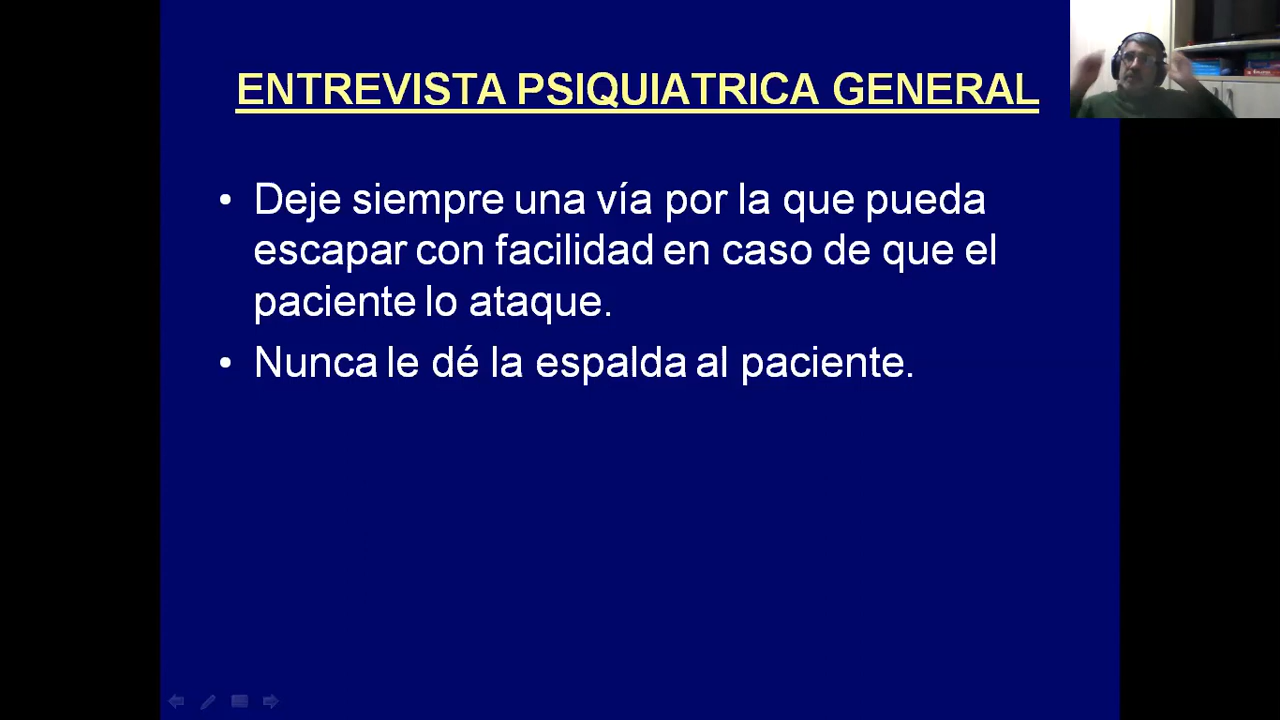 ENTREVISTA PSIQUIATRICA GENERAL
• Deje siempre una vía por la que pueda
escapar con facilidad en caso de que el
paciente lo ataque.
• Nunca le dé la espalda al paciente.